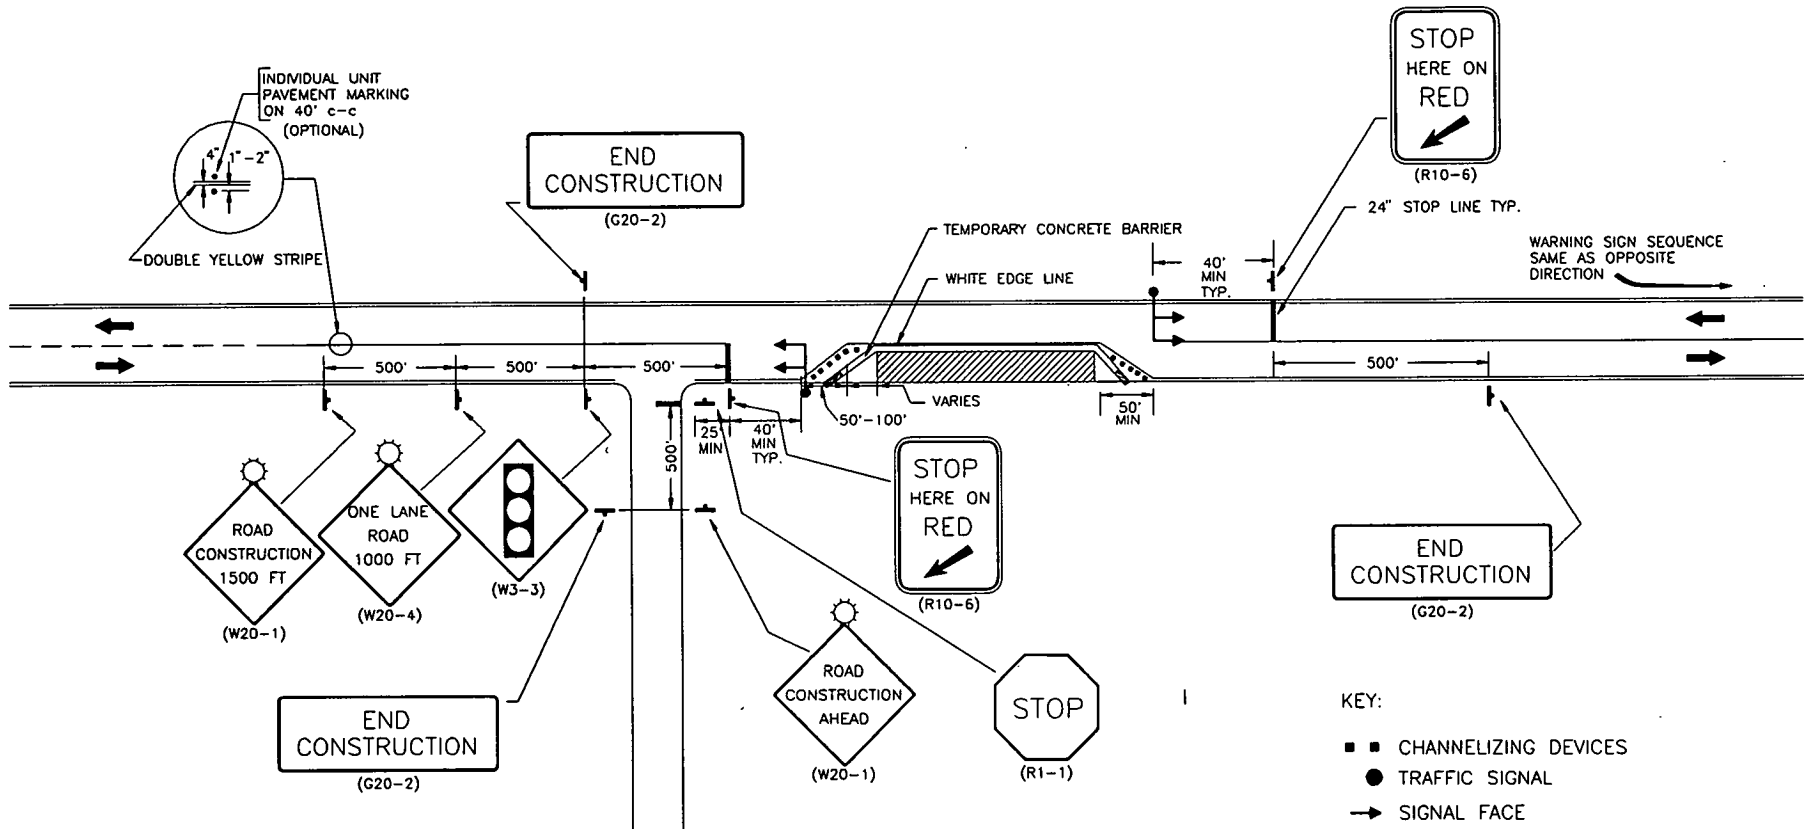 INDIVIDUAL UNIT
PAVEMENT MARKING
ON 40' c-c
(OPTIONAL)
4" 1"-2"
DOUBLE YELLOW STRIPE
END
CONSTRUCTION
(G20-2)
STOP
HERE ON
RED
(R10-6)
24" STOP LINE TYP.
TEMPORARY CONCRETE BARRIER
WHITE EDGE LINE
40'
MIN
TYP.
WARNING SIGN SEQUENCE
SAME AS OPPOSITE
DIRECTION
500' 500' 500'
500'
VARIES
50'-100'
50'
MIN
25
MIN
40'
MIN
TYP.
500'
ROAD
CONSTRUCTION
1500 FT
(W20-1)
ONE LANE
ROAD
1000 FT
(W20-4)
(W3-3)
STOP
HERE ON
RED
(R10-6)
END
CONSTRUCTION
(G20-2)
END
CONSTRUCTION
(G20-2)
ROAD
CONSTRUCTION
AHEAD
(W20-1)
STOP
(R1-1)
KEY:
CHANNELIZING DEVICES
TRAFFIC SIGNAL
SIGNAL FACE